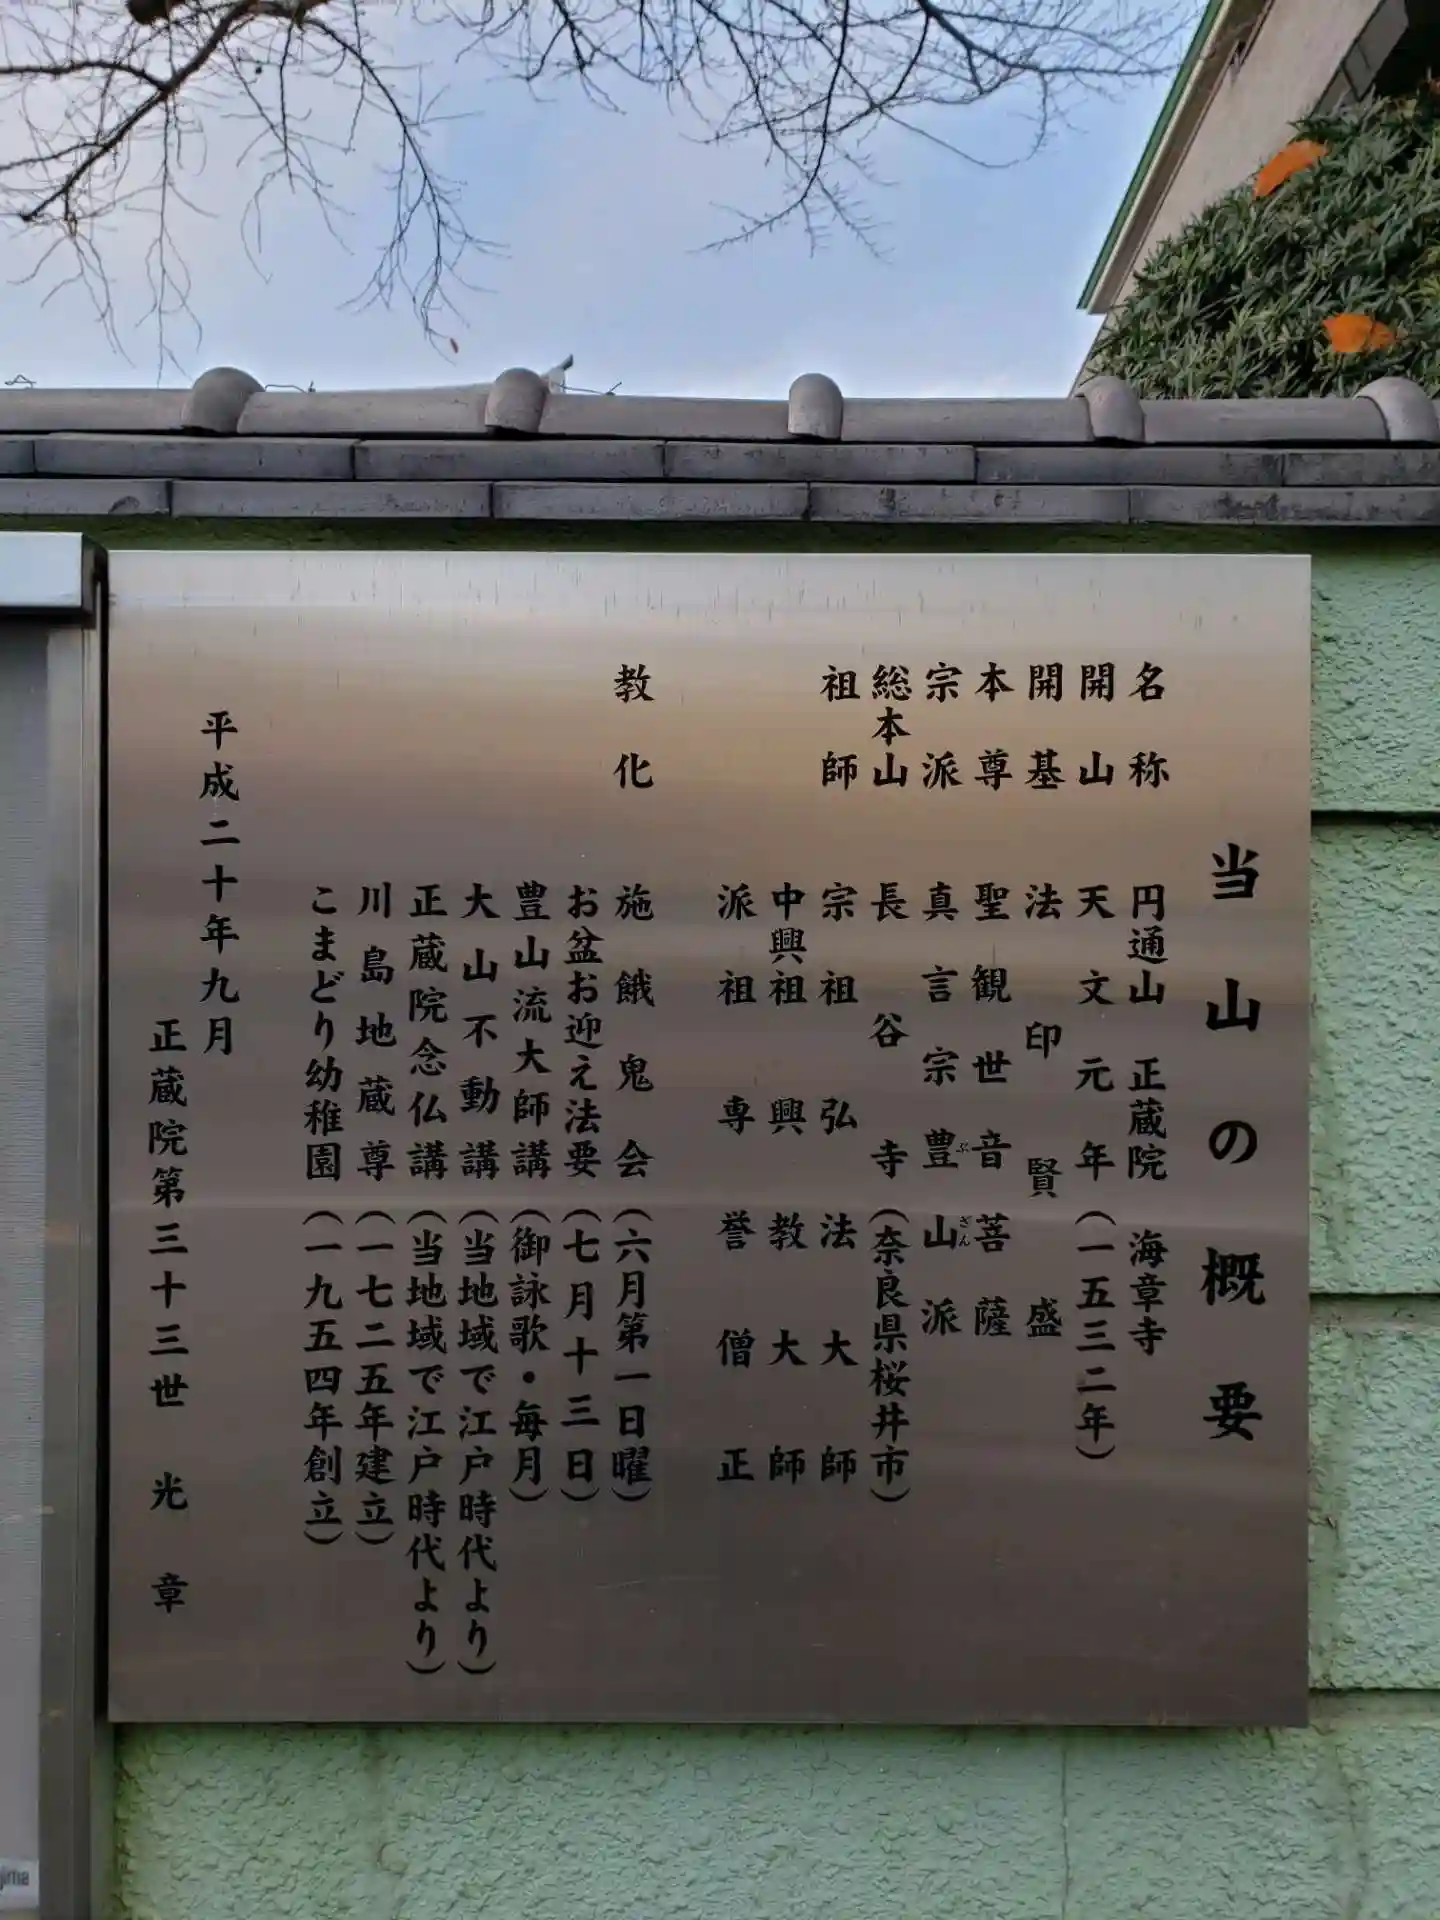 当山の概要
名称 円通山 正蔵院 海章寺
開山 天文元年(一五三二年)
開基 法印 賢盛
本尊 聖観世音菩薩
宗派 真言宗豊山派
ぶざん
総本山 長谷寺(奈良県桜井市)
祖師 宗祖 弘法大師
中興祖 興教大師
派祖 専誉僧正
教化 施餓鬼会(六月第一日曜)
お盆お迎え法要(七月十三日)
豊山流大師講(御詠歌・毎月)
大山不動講(当地域で江戸時代より)
正蔵院念仏講(当地域で江戸時代より)
川島地蔵尊(一七二五年建立)
こまどり幼稚園(一九五四年創立)
平成二十年九月
正蔵院第三十三世 光章